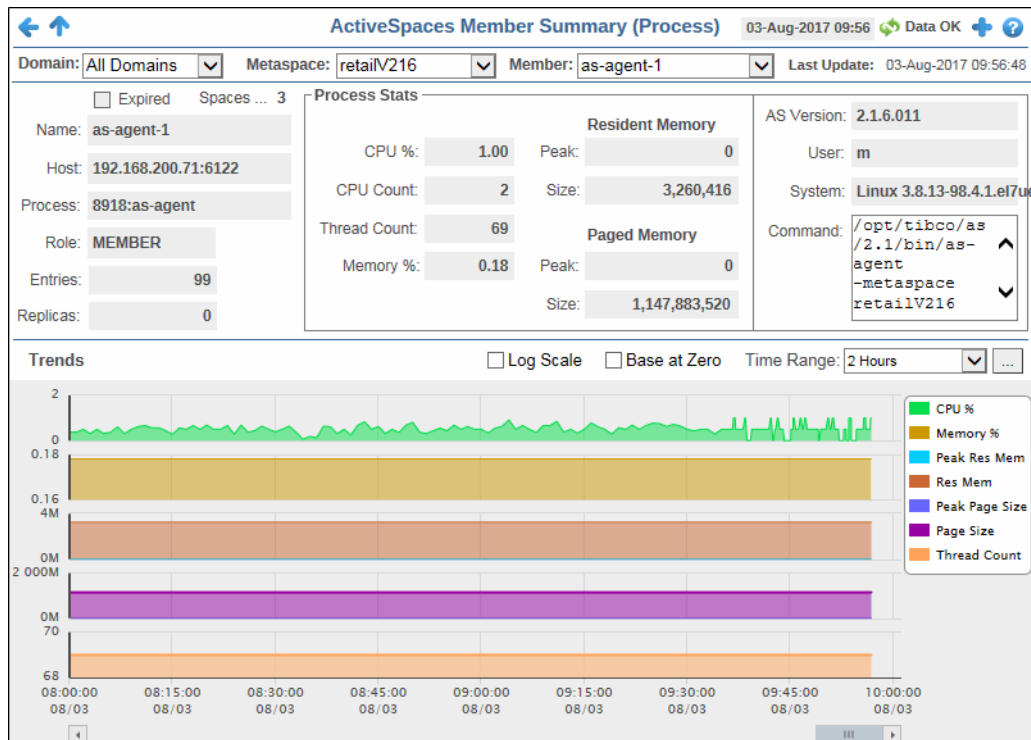 ActiveSpaces Member Summary (Process) 03-Aug-2017 09:56 Data OK
Domain: All Domains Metaspace: retailV216 Member: as-agent-1 Last Update: 03-Aug-2017 09:56:48
Expired Spaces ... 3
Name: as-agent-1
Host: 192.168.200.71:6122
Process: 8918:as-agent
Role: MEMBER
Entries: 99
Replicas: 0
Process Stats
CPU %: 1.00
CPU Count: 2
Thread Count: 69
Memory %: 0.18
Resident Memory
Peak: 0
Size: 3,260,416
Paged Memory
Peak: 0
Size: 1,147,883,520
AS Version: 2.1.6.011
User: m
System: Linux 3.8.13-98.4.1.el7ue
Command: /opt/tibco/as
/2.1/bin/as-
agent
-metaspace
retailV216
Trends Log Scale Base at Zero Time Range: 2 Hours ...
2
0
0.18
0.16
4M
0M
2 000M
0M
70
68
08:00:00 08:15:00 08:30:00 08:45:00 09:00:00 09:15:00 09:30:00 09:45:00 10:00:00
08/03 08/03 08/03 08/03 08/03 08/03 08/03 08/03 08/03
CPU %
Memory %
Peak Res Mem
Res Mem
Peak Page Size
Page Size
Thread Count